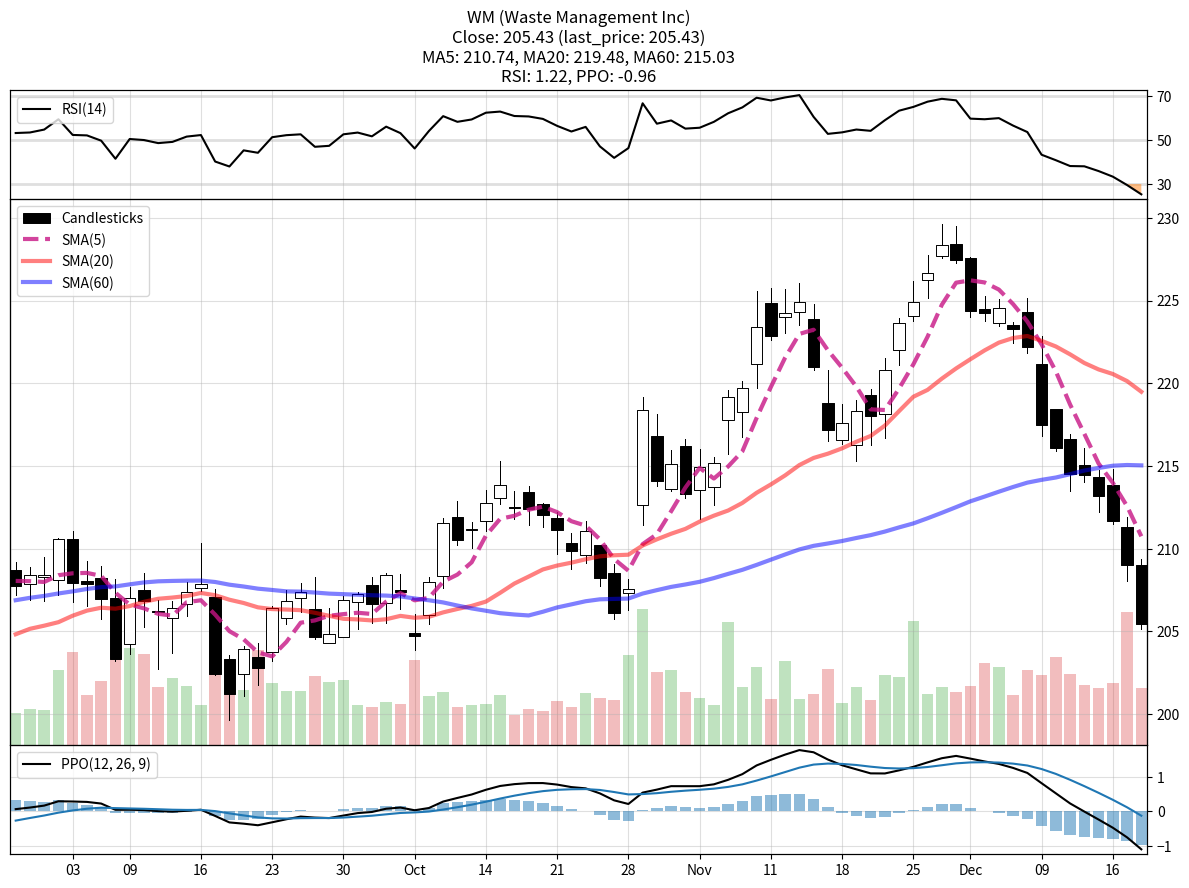 WM (Waste Management Inc)
Close: 205.43 (last_price: 205.43)
MA5: 210.74, MA20: 219.48, MA60: 215.03
RSI: 1.22, PPO: -0.96
RSI(14)
70
50
30
Candlesticks
SMA(5)
SMA(20)
SMA(60)
230
225
220
215
210
205
200
PPO(12, 26, 9)
1
0
−1
03 09 16 23 30 Oct 14 21 28 Nov 11 18 25 Dec 09 16